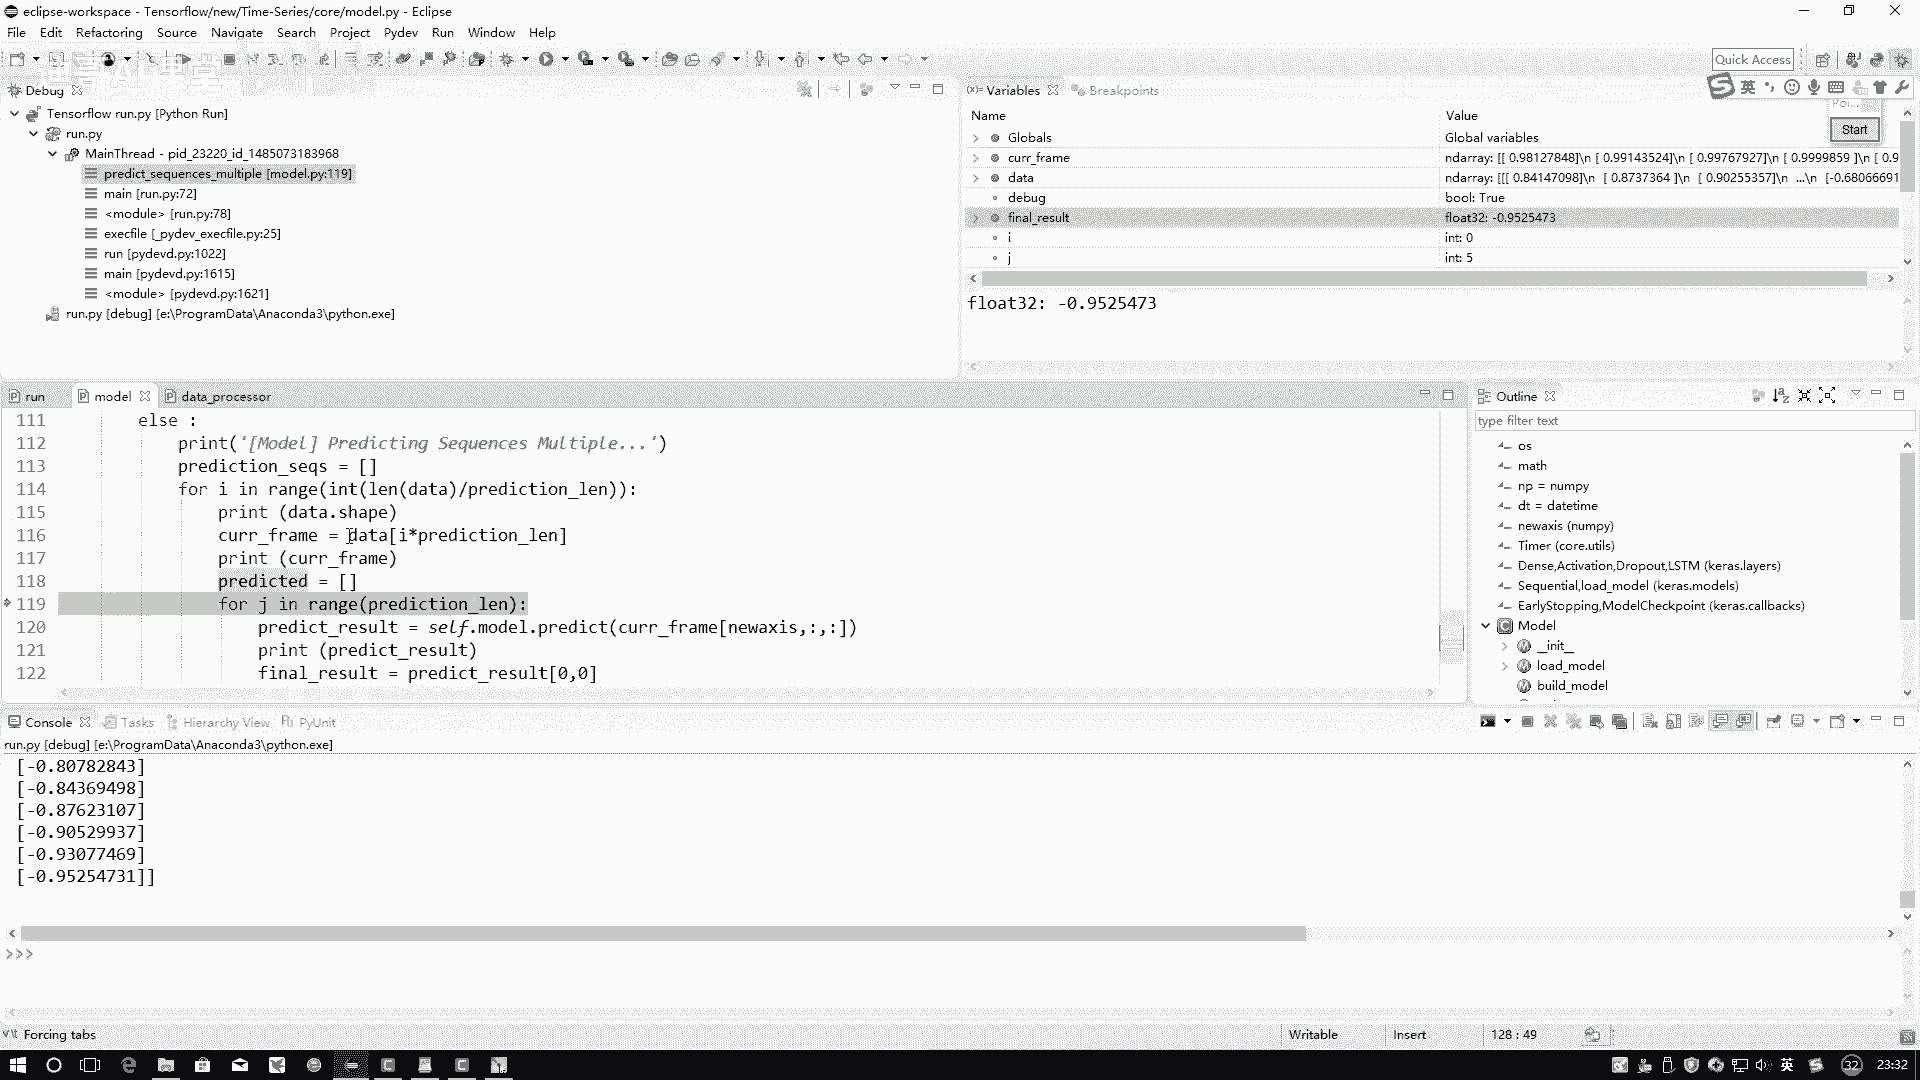 eclipse-workspace - Tensorflow/new/Time-Series/core/model.py - Eclipse
File Edit Refactoring Source Navigate Search Project Pydev Run Window Help
Quick Access
Debug
Tensorflow run.py [Python Run]
run.py
MainThread - pid_23220_id_1485073183968
predict_sequences_multiple [model.py:119]
main [run.py:72]
<module> [run.py:78]
execfile [_pydev_execfile.py:25]
run [pydevd.py:1022]
main [pydevd.py:1615]
<module> [pydevd.py:1621]
run.py [debug] [e:\ProgramData\Anaconda3\python.exe]
(x)= Variables Breakpoints
英
Po...
Start
Name Value
Globals Global variables
curr_frame ndarray: [[ 0.98127848]\n [ 0.99143524]\n [ 0.99767927]\n [ 0.9999859 ]\n [ 0.9
data ndarray: [[[ 0.84147098]\n [ 0.8737364 ]\n [ 0.90255357]\n ...\n [-0.68066691
debug bool: True
final_result float32: -0.9525473
i int: 0
j int: 5
float32: -0.9525473
run model data_processor
111 else :
112 print('[Model] Predicting Sequences Multiple...')
113 prediction_seqs = []
114 for i in range(int(len(data)/prediction_len)):
115 print (data.shape)
116 curr_frame = data[i*prediction_len]
117 print (curr_frame)
118 predicted = []
119 for j in range(prediction_len):
120 predict_result = self.model.predict(curr_frame[newaxis,:,:])
121 print (predict_result)
122 final_result = predict_result[0,0]
Outline
type filter text
os
math
np = numpy
dt = datetime
newaxis (numpy)
Timer (core.utils)
Dense,Activation,Dropout,LSTM (keras.layers)
Sequential,load_model (keras.models)
EarlyStopping,ModelCheckpoint (keras.callbacks)
Model
__init__
load_model
build_model
Console Tasks Hierarchy View PyUnit
run.py [debug] [e:\ProgramData\Anaconda3\python.exe]
[-0.80782843]
[-0.84369498]
[-0.87623107]
[-0.90529937]
[-0.93077469]
[-0.95254731]]
>>>
Forcing tabs Writable Insert 128 : 49
英 32 23:32